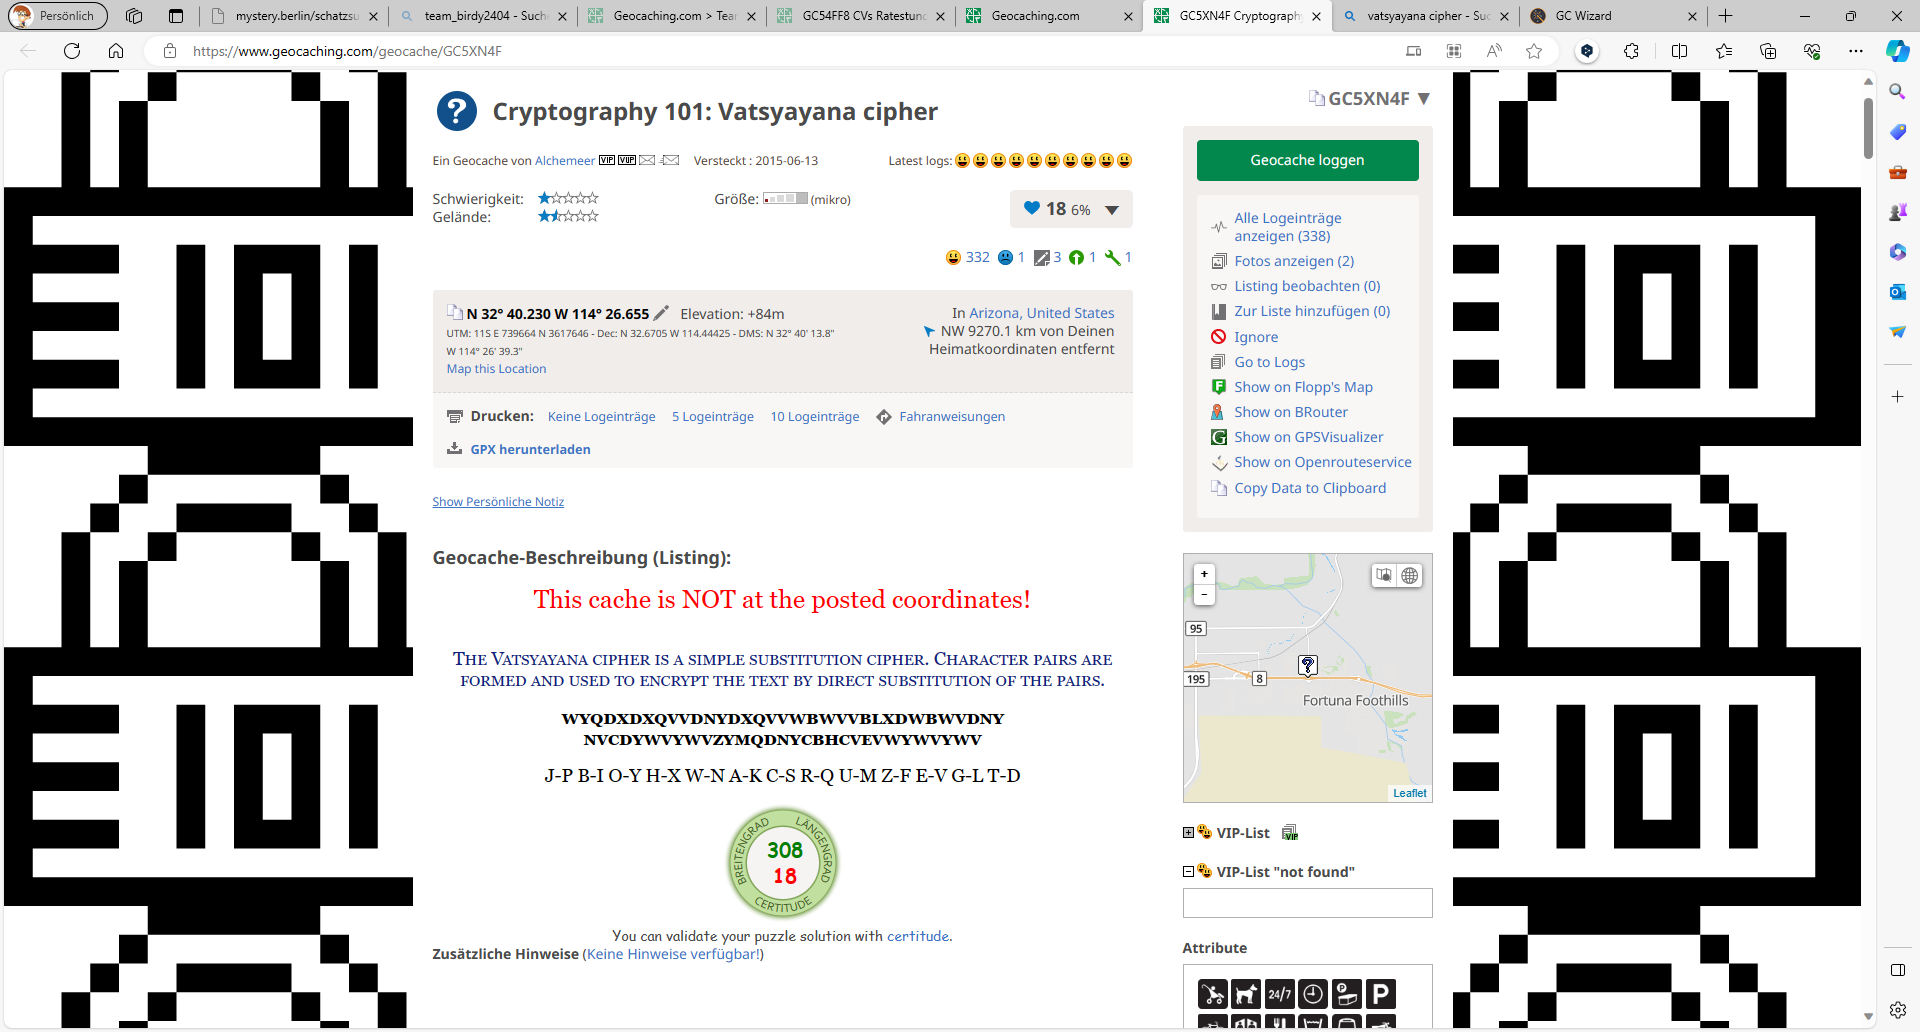 Persönlich
mystery.berlin/schatzsu
team_birdy2404 - Such
Geocaching.com > Tear
GC54FF8 CVs Ratestunc
Geocaching.com
GC5XN4F Cryptography
vatsyayana cipher - Suc
GC Wizard
https://www.geocaching.com/geocache/GC5XN4F
Cryptography 101: Vatsyayana cipher
GC5XN4F ▼
Ein Geocache von Alchemeer VIP VUP Versteckt : 2015-06-13 Latest logs:
Geocache loggen
Schwierigkeit: Größe: (mikro)
Gelände:
18 6%
332 1 3 1 1
Alle Logeinträge
anzeigen (338)
Fotos anzeigen (2)
Listing beobachten (0)
Zur Liste hinzufügen (0)
Ignore
Go to Logs
Show on Flopp's Map
Show on BRouter
Show on GPSVisualizer
Show on Openrouteservice
Copy Data to Clipboard
N 32° 40.230 W 114° 26.655 Elevation: +84m
UTM: 11S E 739664 N 3617646 - Dec: N 32.6705 W 114.44425 - DMS: N 32° 40' 13.8"
W 114° 26' 39.3"
Map this Location
In Arizona, United States
NW 9270.1 km von Deinen
Heimatkoordinaten entfernt
Drucken: Keine Logeinträge 5 Logeinträge 10 Logeinträge Fahranweisungen
GPX herunterladen
Show Persönliche Notiz
Geocache-Beschreibung (Listing):
This cache is NOT at the posted coordinates!
The Vatsyayana cipher is a simple substitution cipher. Character pairs are
formed and used to encrypt the text by direct substitution of the pairs.
WYQDXDXQVVDNYDXQVVWBWVVBLXDWBWVDNY
NVCDYWVYWVZYMQDNYCBHCVEVWYWVYWV
J-P B-I O-Y H-X W-N A-K C-S R-Q U-M Z-F E-V G-L T-D
BREITENGRAD LÄNGENGRAD
308
18
CERTITUDE
You can validate your puzzle solution with certitude.
Zusätzliche Hinweise (Keine Hinweise verfügbar!)
+
-
95
195
8
Fortuna Foothills
Leaflet
VIP-List VIP
VIP-List "not found"
Attribute
24/7
P
P